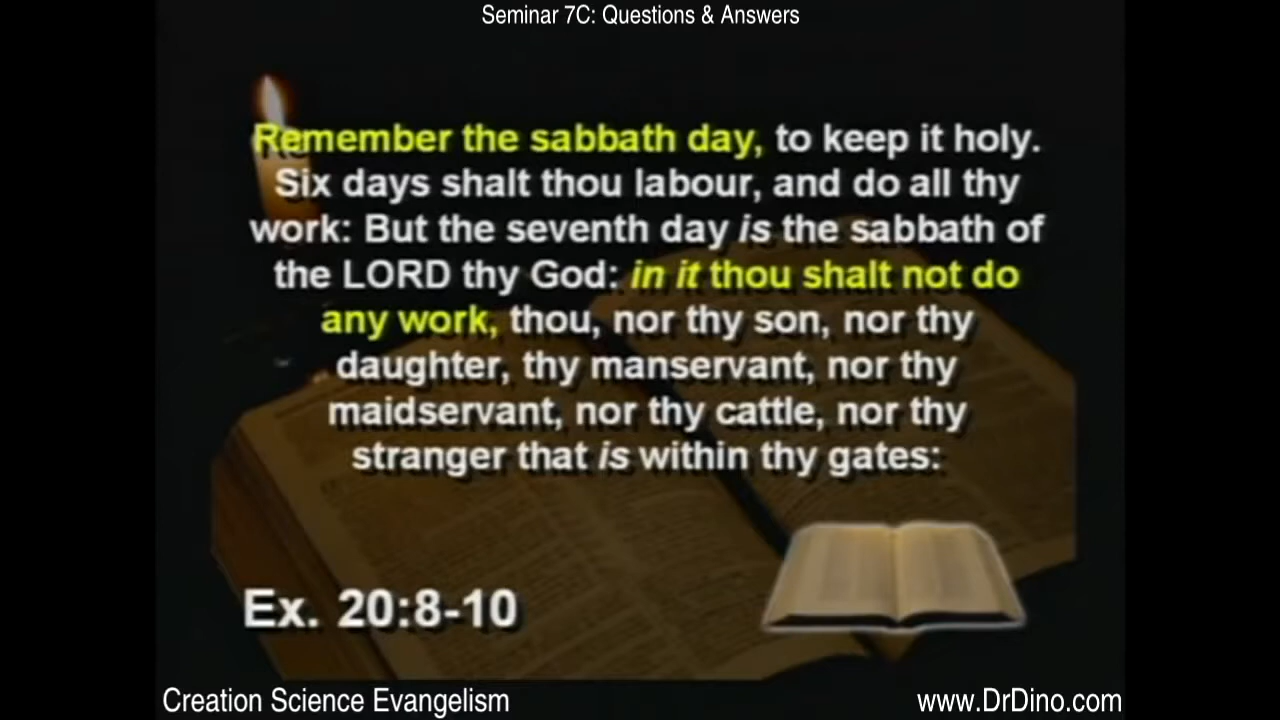 Seminar 7C: Questions & Answers
Remember the sabbath day, to keep it holy.
Six days shalt thou labour, and do all thy
work: But the seventh day is the sabbath of
the LORD thy God: in it thou shalt not do
any work, thou, nor thy son, nor thy
daughter, thy manservant, nor thy
maidservant, nor thy cattle, nor thy
stranger that is within thy gates:
Ex. 20:8-10
Creation Science Evangelism
www.DrDino.com